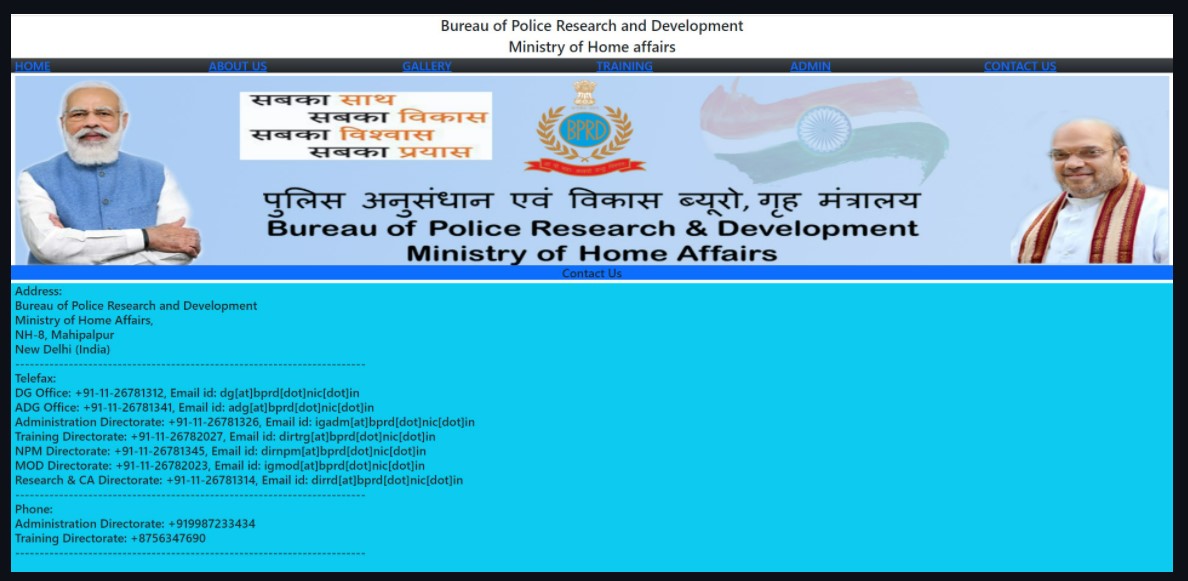 Bureau of Police Research and Development
Ministry of Home affairs
HOME ABOUT US GALLERY TRAINING ADMIN CONTACT US
सबका साथ
सबका विकास
सबका विश्वास
सबका प्रयास
BPRD
पुलिस अनुसंधान एवं विकास ब्यूरो, गृह मंत्रालय
Bureau of Police Research & Development
Ministry of Home Affairs
Contact Us
Address:
Bureau of Police Research and Development
Ministry of Home Affairs,
NH-8, Mahipalpur
New Delhi (India)
------------------------------------------------------------------------
Telefax:
DG Office: +91-11-26781312, Email id: dg[at]bprd[dot]nic[dot]in
ADG Office: +91-11-26781341, Email id: adg[at]bprd[dot]nic[dot]in
Administration Directorate: +91-11-26781326, Email id: igadm[at]bprd[dot]nic[dot]in
Training Directorate: +91-11-26782027, Email id: dirtrg[at]bprd[dot]nic[dot]in
NPM Directorate: +91-11-26781345, Email id: dirnpm[at]bprd[dot]nic[dot]in
MOD Directorate: +91-11-26782023, Email id: igmod[at]bprd[dot]nic[dot]in
Research & CA Directorate: +91-11-26781314, Email id: dirrd[at]bprd[dot]nic[dot]in
------------------------------------------------------------------------
Phone:
Administration Directorate: +919987233434
Training Directorate: +8756347690
------------------------------------------------------------------------